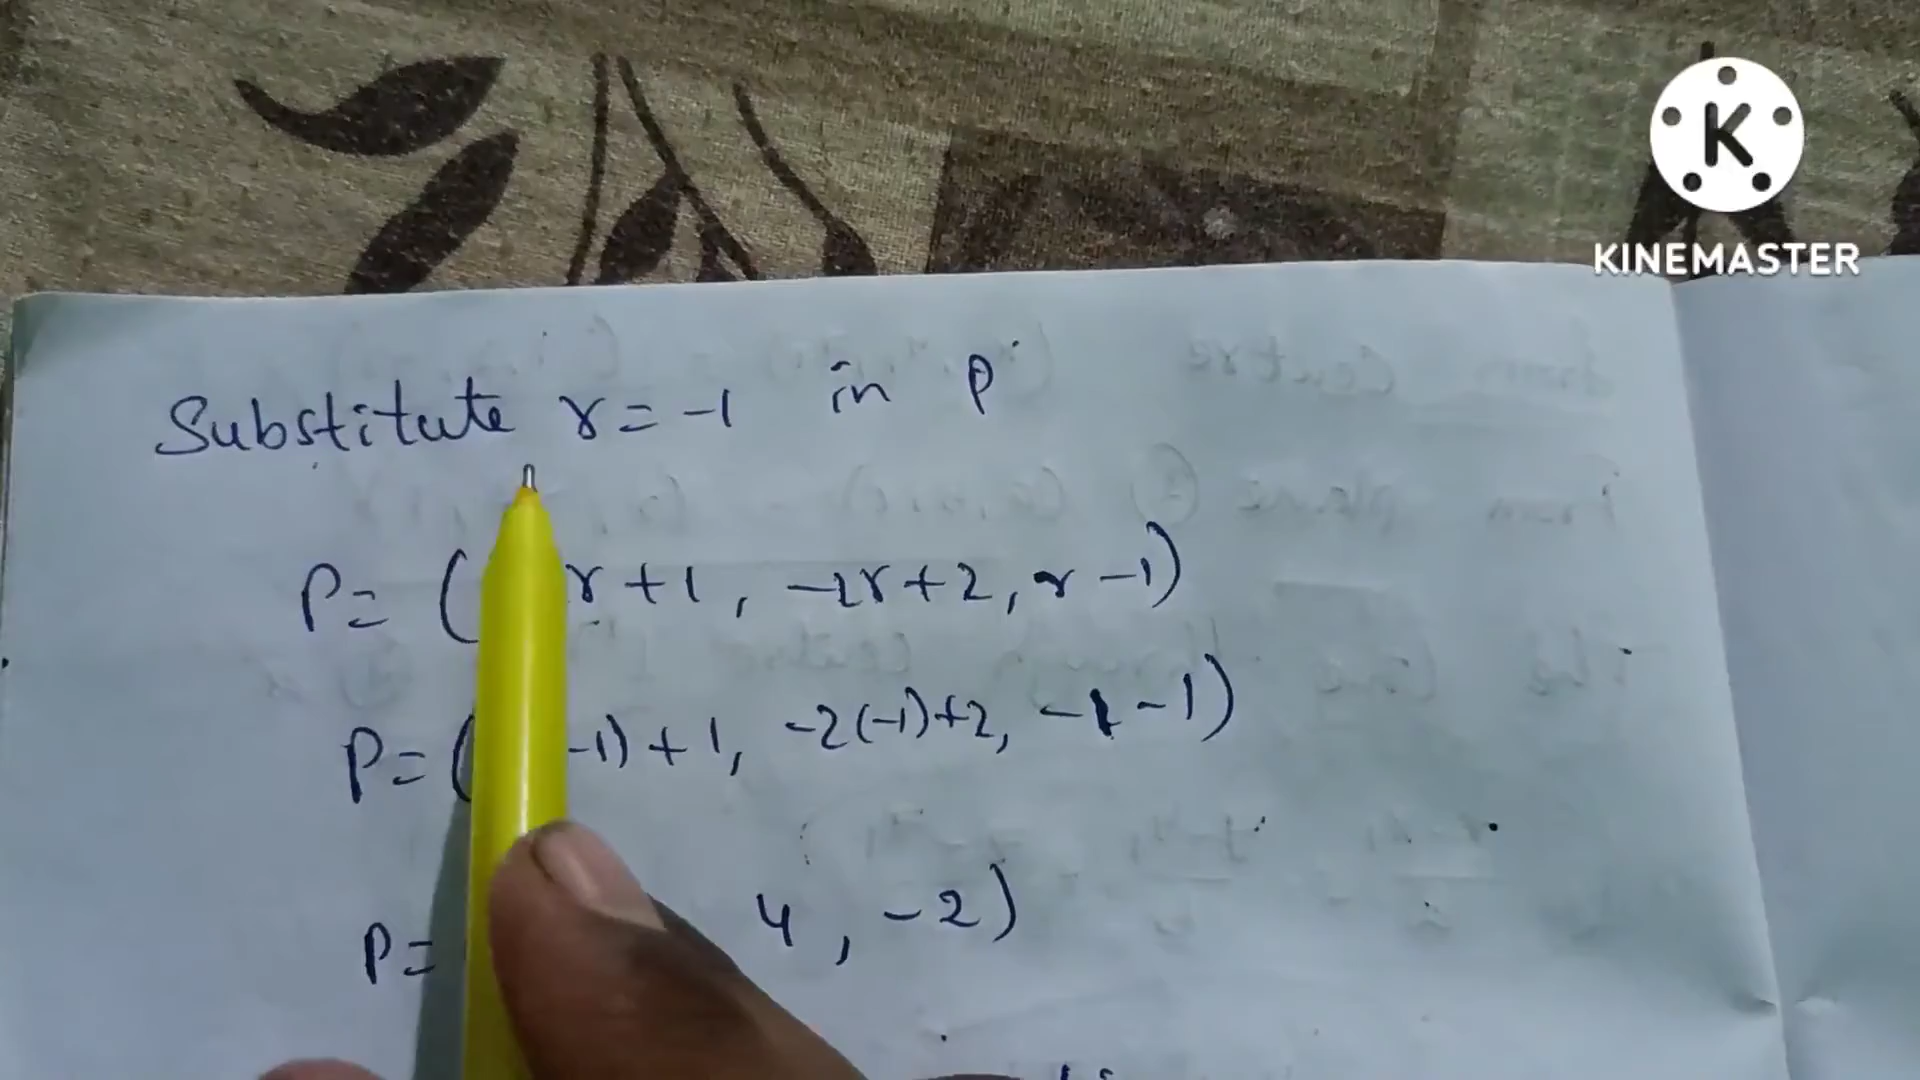 KINEMASTER
Substitute r = -1 in P
P = ( r + 1, -2r + 2, r - 1)
P = ( -1) + 1, -2(-1) + 2, -1 - 1)
P = 4, -2)